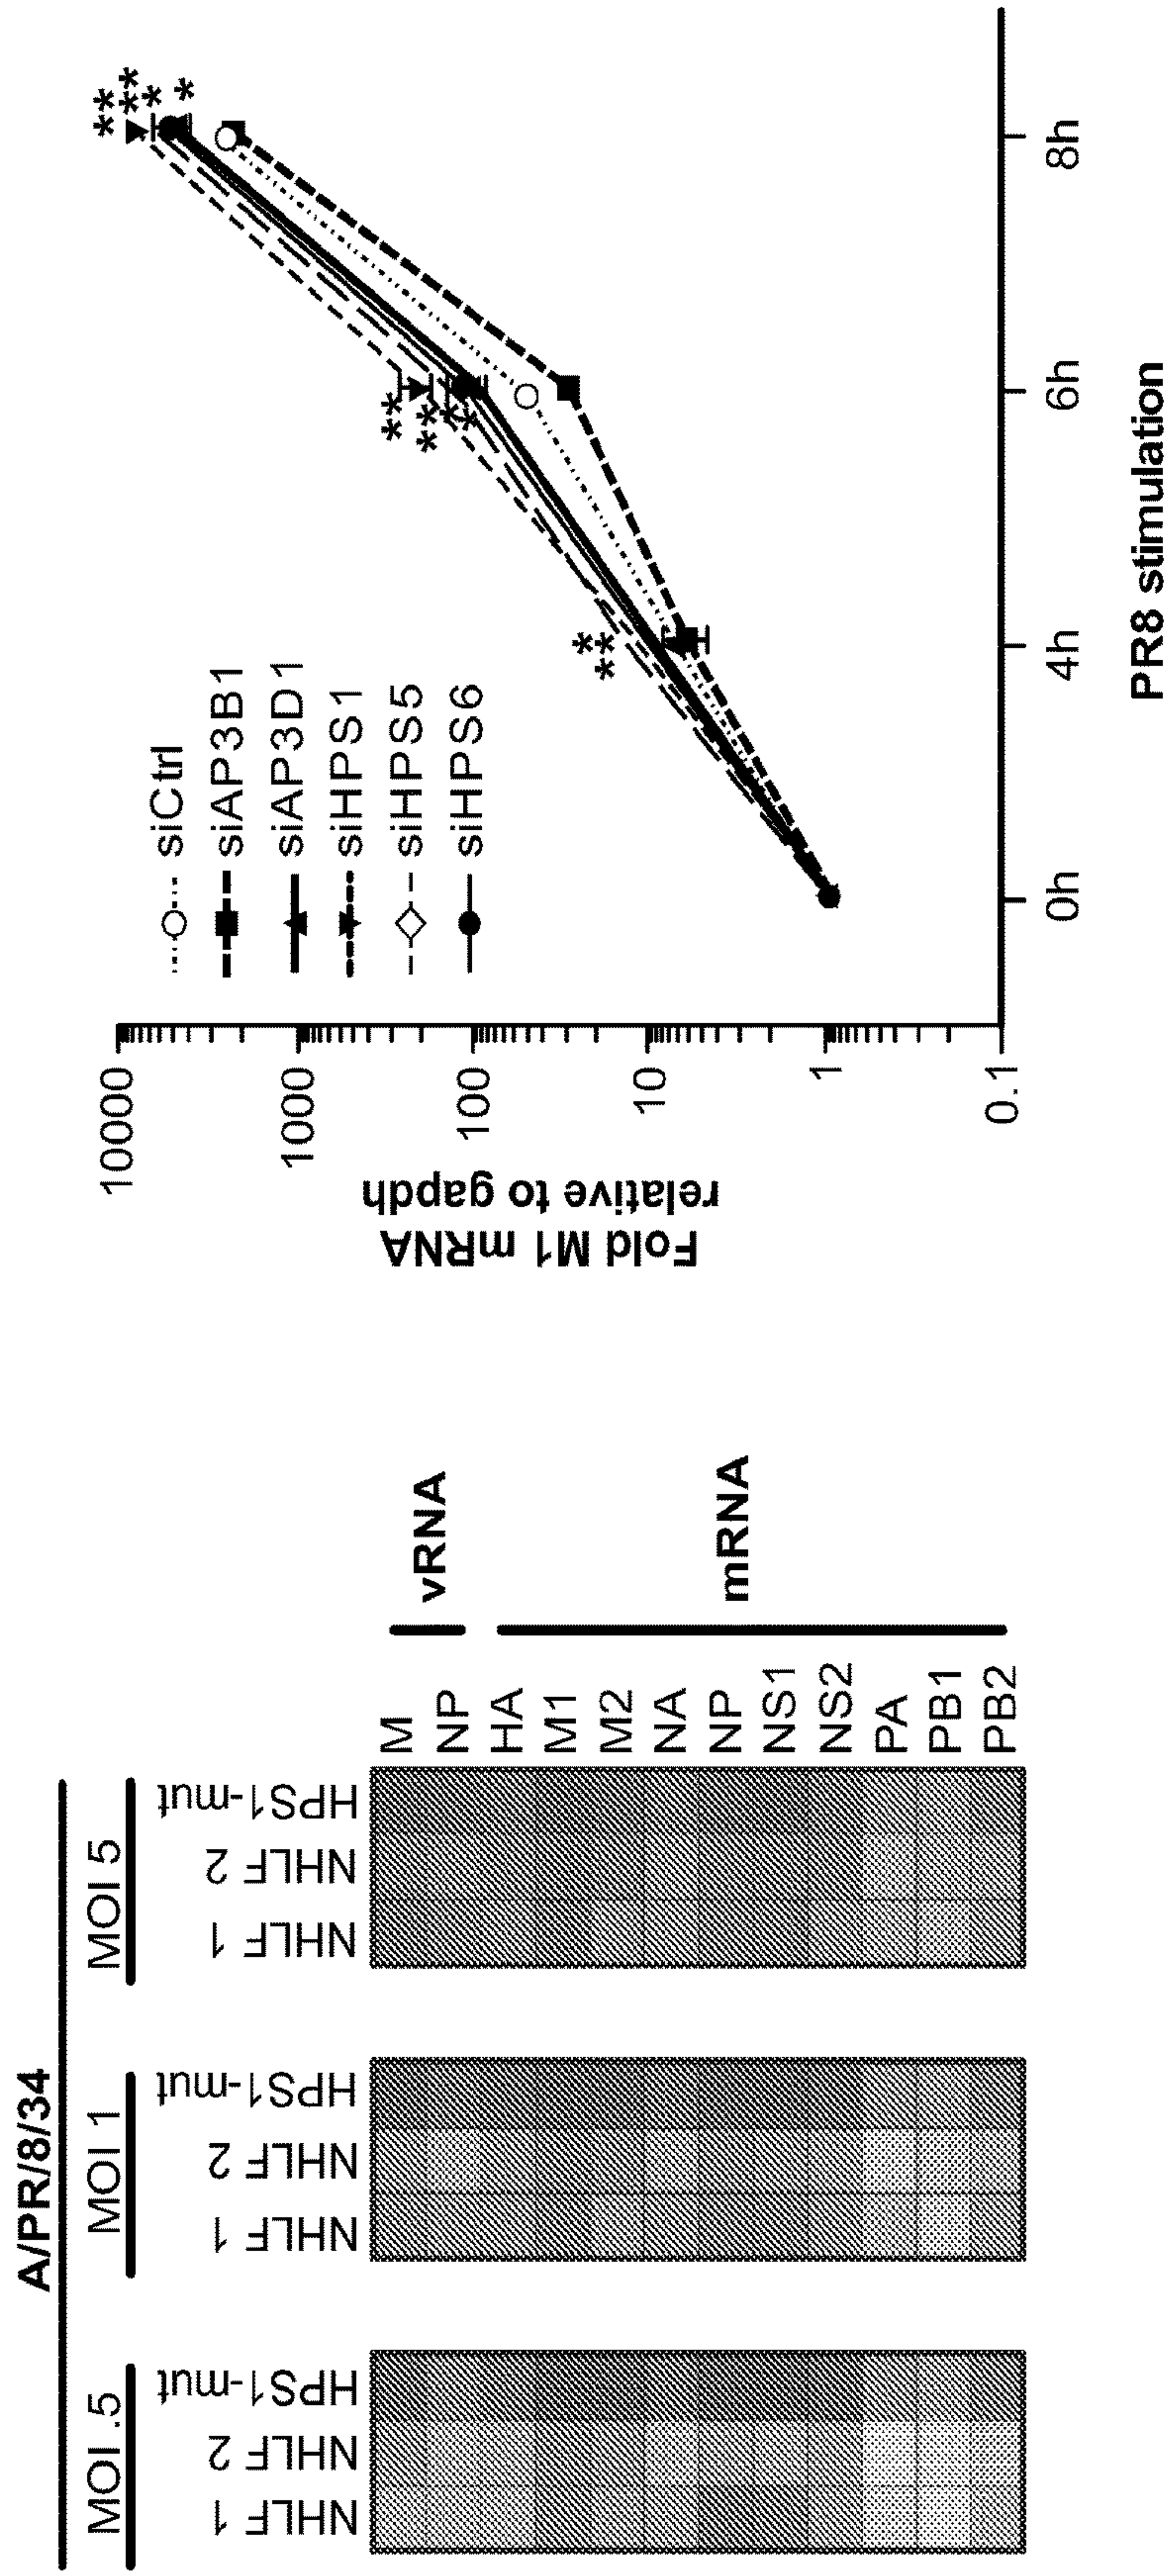 A/PR/8/34
MOI .5
MOI 1
MOI 5
NHLF 1
NHLF 2
HPS1-mut
NHLF 1
NHLF 2
HPS1-mut
NHLF 1
NHLF 2
HPS1-mut
M
NP
HA
M1
M2
NA
NP
NS1
NS2
PA
PB1
PB2
vRNA
mRNA
Fold M1 mRNA
relative to gapdh
10000
1000
100
10
1
0.1
siCtrl
siAP3B1
siAP3D1
siHPS1
siHPS5
siHPS6
*
**
**
**
*
*
**
**
*
*
0h
4h
6h
8h
PR8 stimulation